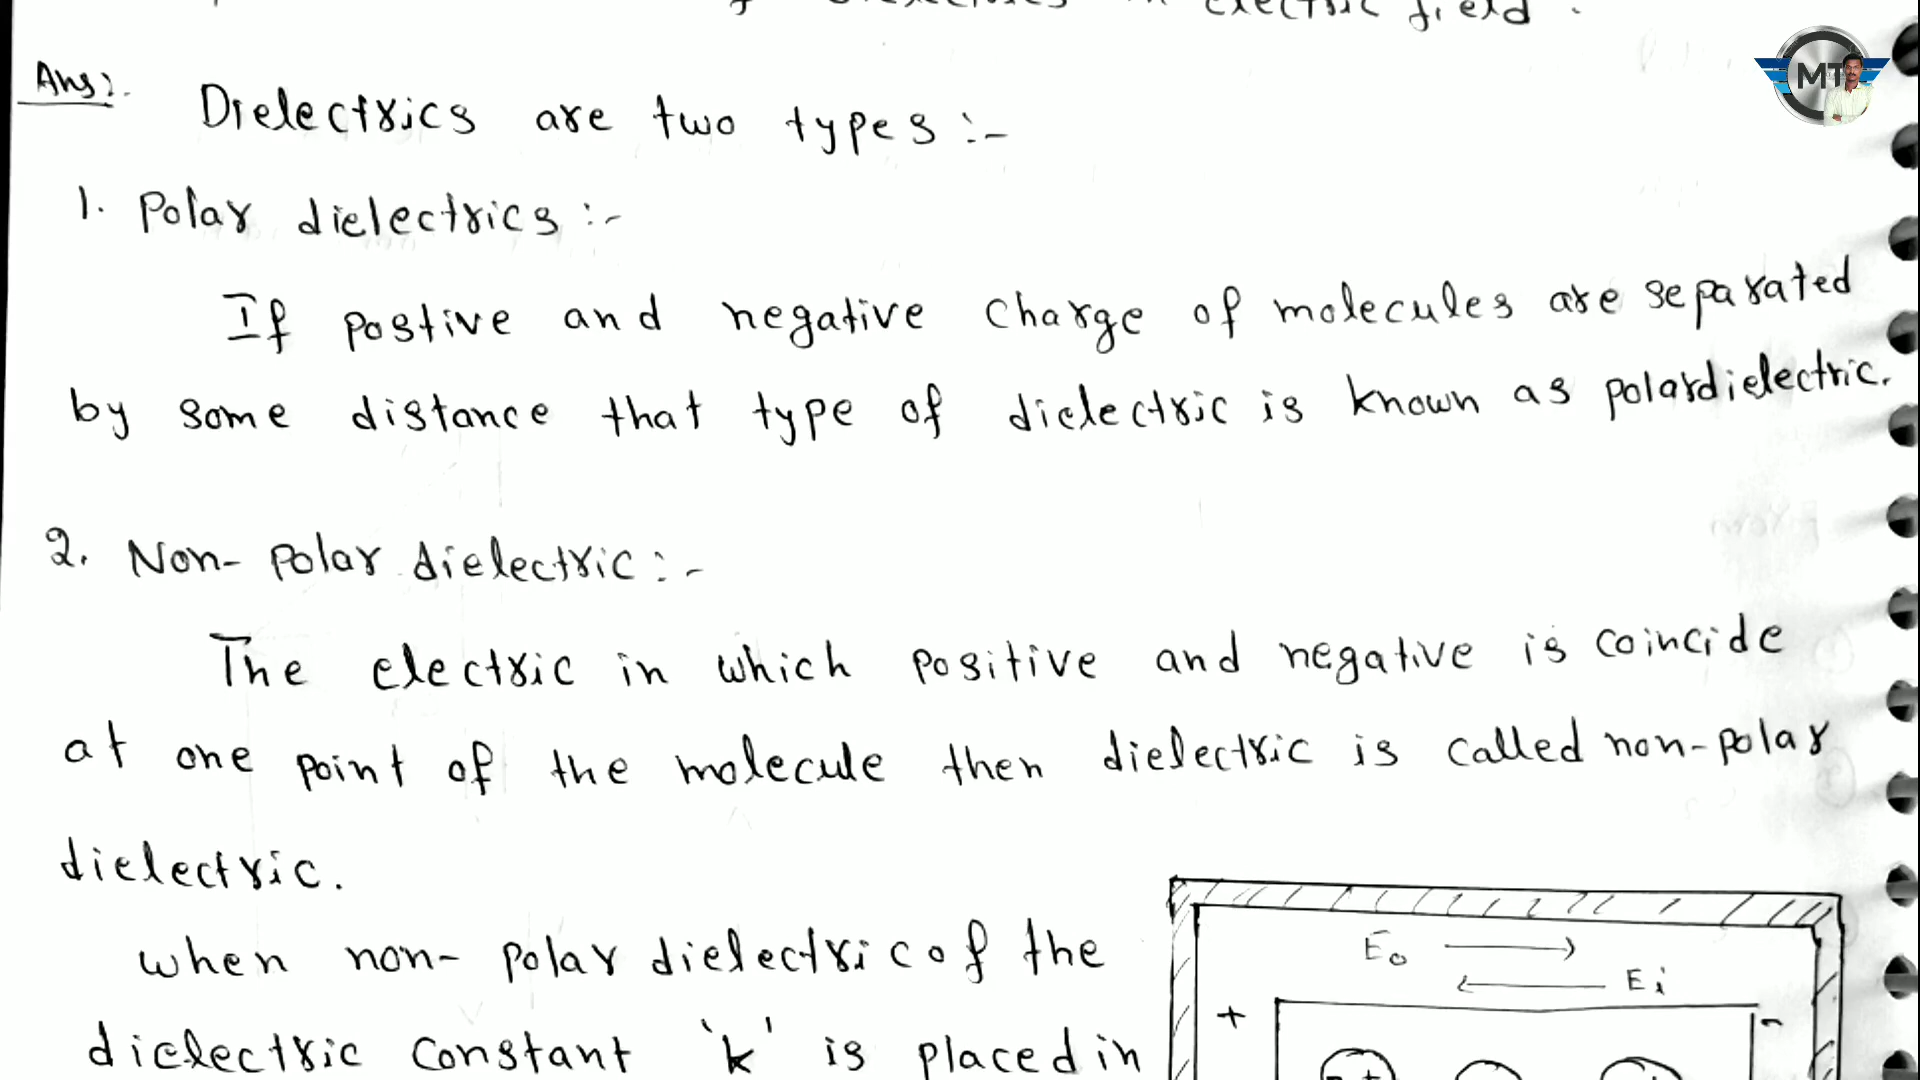 electric field.
Ans:.
Dielectrics are two types :-
1. Polar dielectrics :-
If postive and negative charge of molecules are separated
by some distance that type of dielectric is known as polardielectric.
2. Non-polar dielectric :-
The electric in which positive and negative is coincide
at one point of the molecule then dielectric is called non-polar
dielectric.
when non-polar dielectric of the
dielectric constant 'k' is placed in
E₀
Eᵢ
+ -
MT